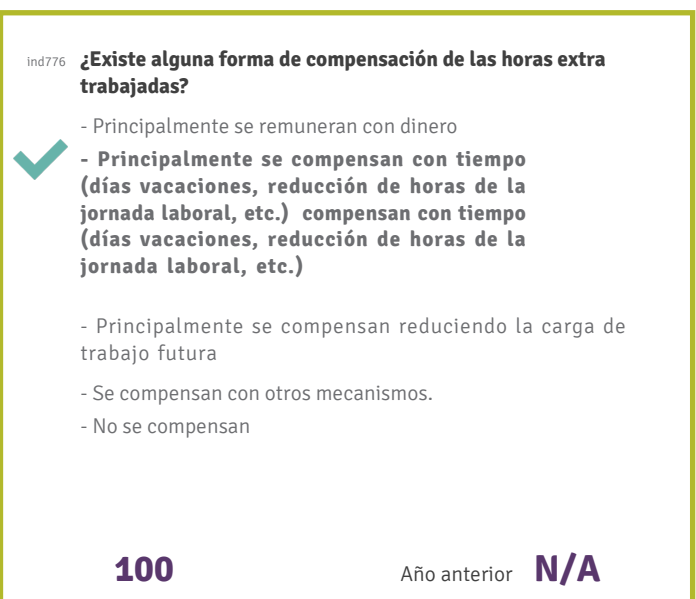 ind776 ¿Existe alguna forma de compensación de las horas extra
trabajadas?
- Principalmente se remuneran con dinero
- Principalmente se compensan con tiempo
(días vacaciones, reducción de horas de la
jornada laboral, etc.) compensan con tiempo
(días vacaciones, reducción de horas de la
jornada laboral, etc.)
- Principalmente se compensan reduciendo la carga de
trabajo futura
- Se compensan con otros mecanismos.
- No se compensan
100 Año anterior N/A